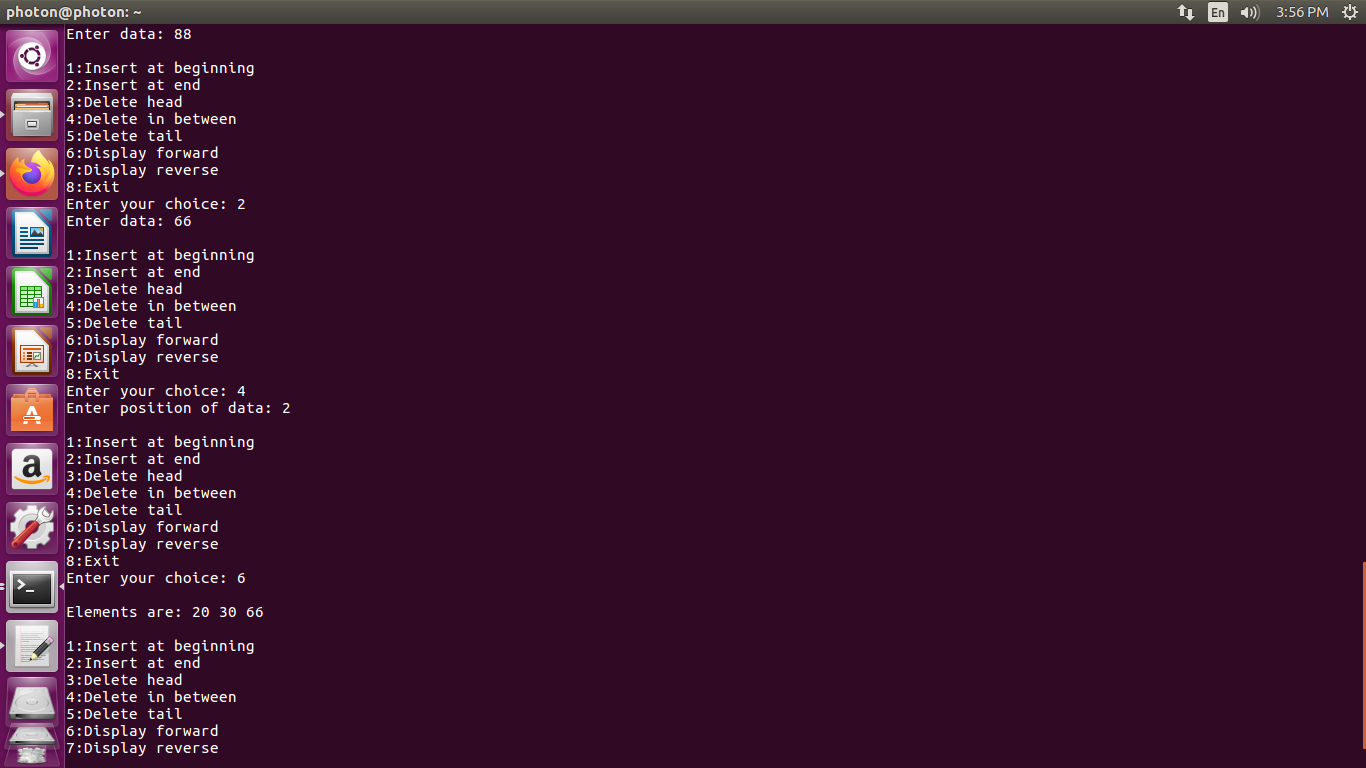 photon@photon: ~
En
3:56 PM
Enter data: 88
1:Insert at beginning
2:Insert at end
3:Delete head
4:Delete in between
5:Delete tail
6:Display forward
7:Display reverse
8:Exit
Enter your choice: 2
Enter data: 66
1:Insert at beginning
2:Insert at end
3:Delete head
4:Delete in between
5:Delete tail
6:Display forward
7:Display reverse
8:Exit
Enter your choice: 4
Enter position of data: 2
1:Insert at beginning
2:Insert at end
3:Delete head
4:Delete in between
5:Delete tail
6:Display forward
7:Display reverse
8:Exit
Enter your choice: 6
Elements are: 20 30 66
1:Insert at beginning
2:Insert at end
3:Delete head
4:Delete in between
5:Delete tail
6:Display forward
7:Display reverse